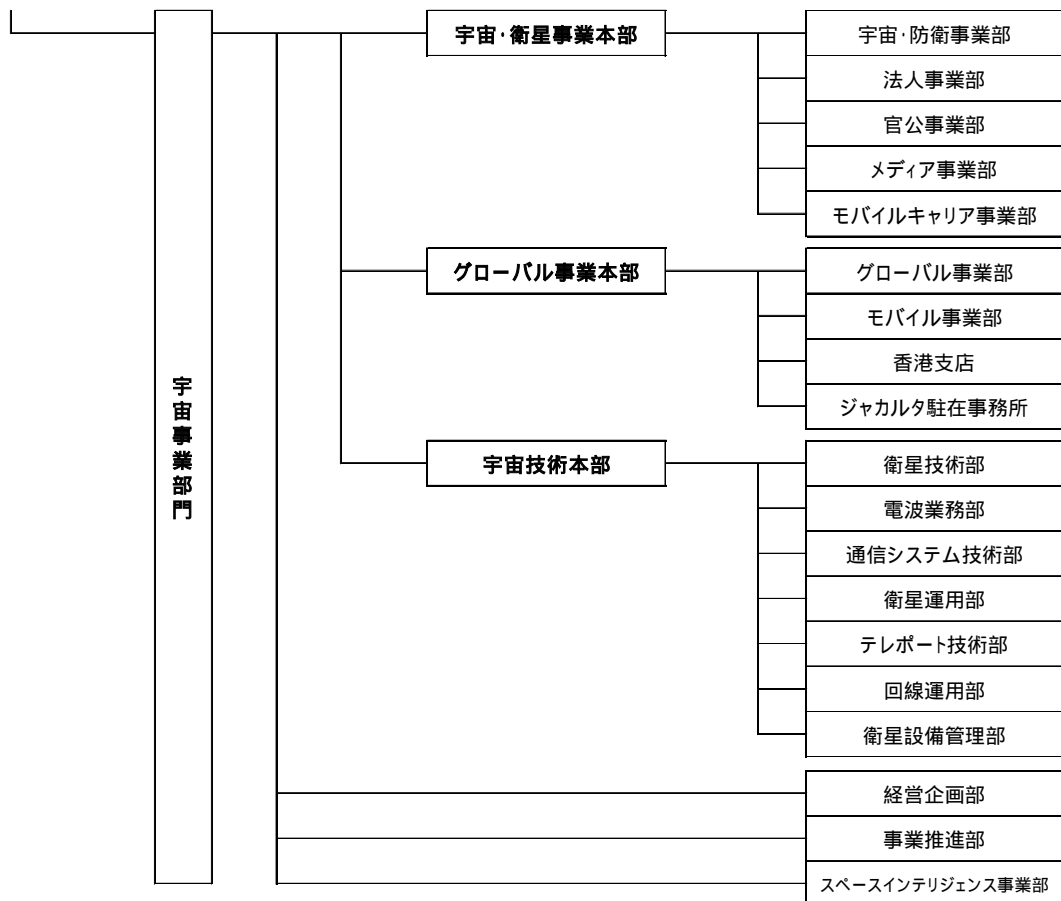 宇宙事業部門
宇宙・衛星事業本部
宇宙・防衛事業部
法人事業部
官公事業部
メディア事業部
モバイルキャリア事業部
グローバル事業本部
グローバル事業部
モバイル事業部
香港支店
ジャカルタ駐在事務所
宇宙技術本部
衛星技術部
電波業務部
通信システム技術部
衛星運用部
テレポート技術部
回線運用部
衛星設備管理部
経営企画部
事業推進部
スペースインテリジェンス事業部